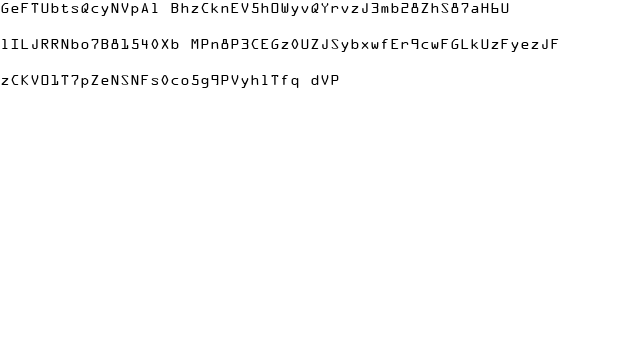 GeFTUbtsQcyNVpAl BhzCknEV5hOWyvQYrvzJ3mb28ZhS87aH6U
lILJRRNbo7B81540Xb MPn8P3CEGz0UZJSybxwfEr9cwFGLkUzFyezJF
zCKVO1T7pZeNSNFs0co5g9PVyhlTfq dVP